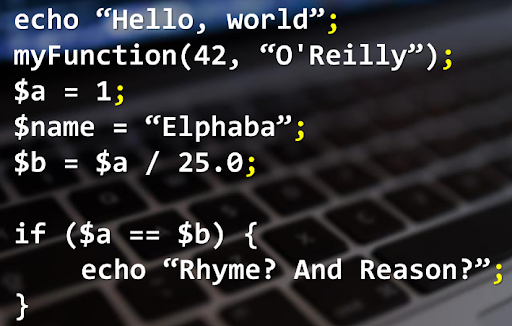 echo “Hello, world”;
myFunction(42, “O'Reilly”);
$a = 1;
$name = “Elphaba”;
$b = $a / 25.0;

if ($a == $b) {
    echo “Rhyme? And Reason?”;
}